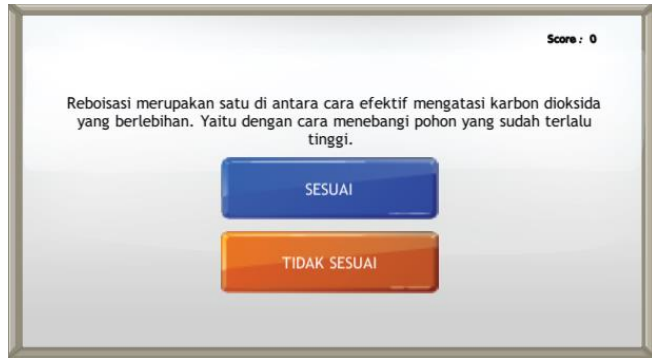 Score : 0
Reboisasi merupakan satu di antara cara efektif mengatasi karbon dioksida
yang berlebihan. Yaitu dengan cara menebangi pohon yang sudah terlalu
tinggi.
SESUAI
TIDAK SESUAI